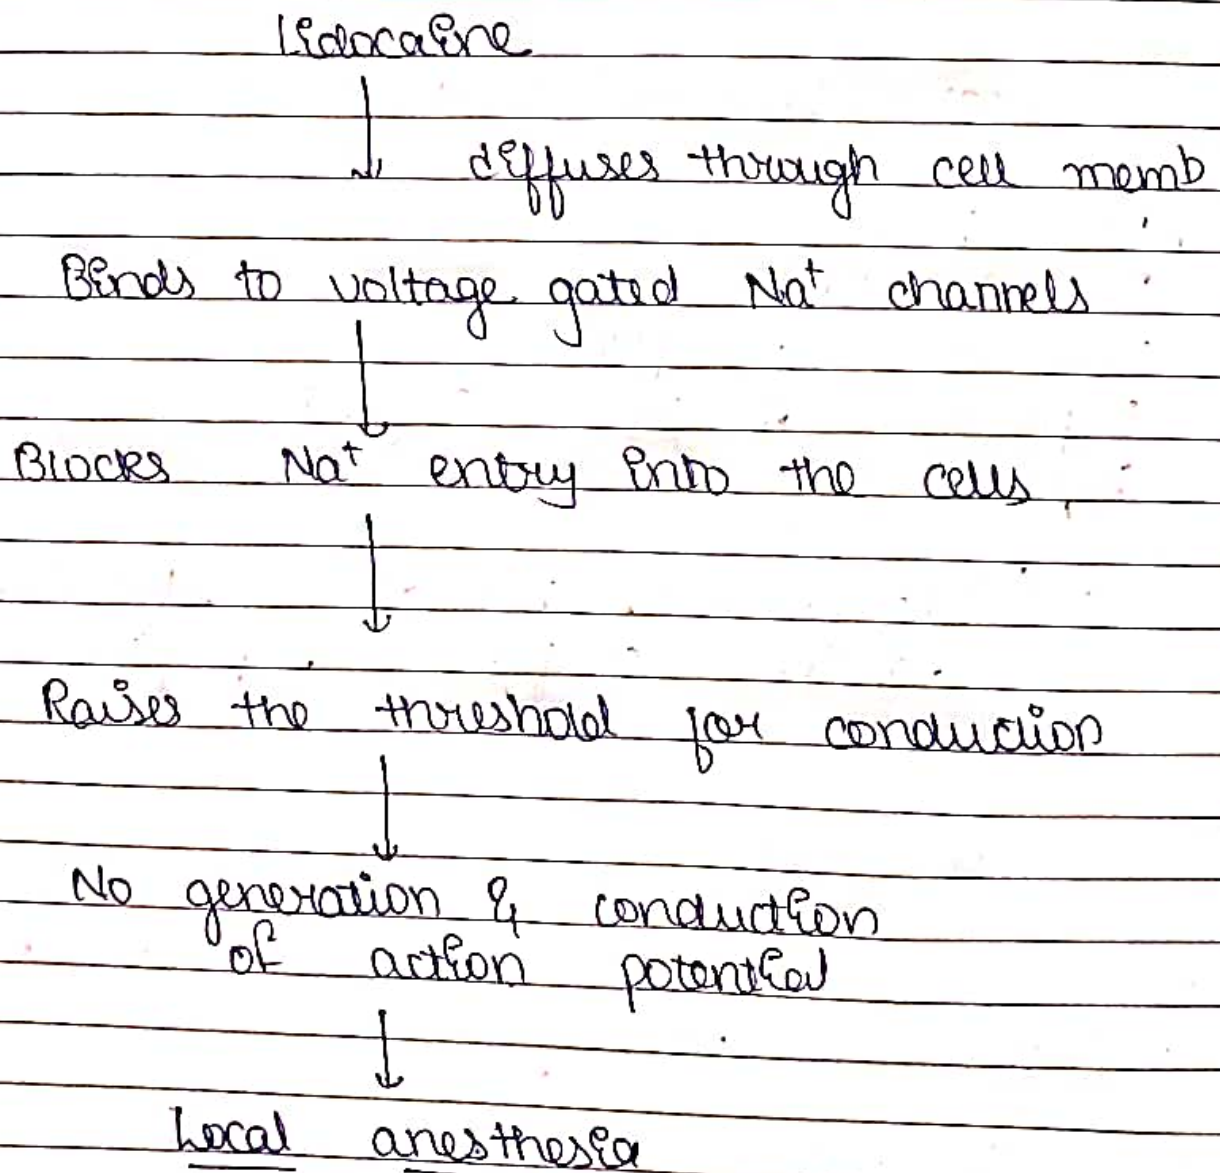 Lidocaine
diffuses through cell memb
Binds to voltage gated Na⁺ channels
Blocks Na⁺ entry into the cells
Raises the threshold for conduction
No generation & conduction
of action potential
Local anesthesia